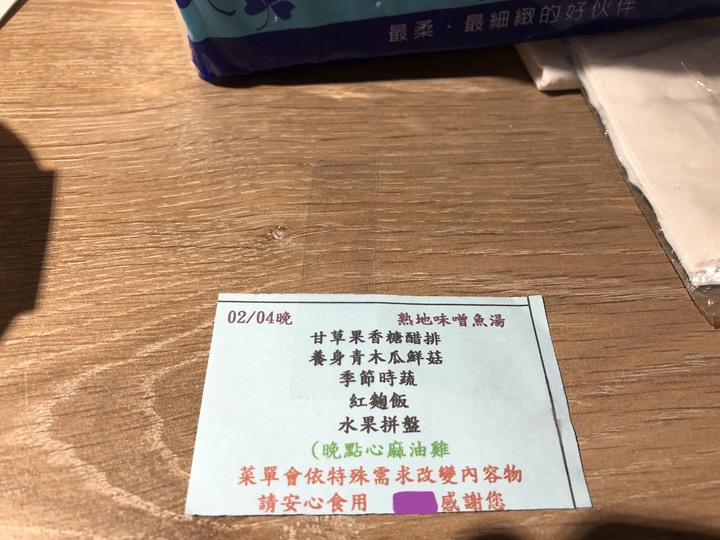 最柔·最細緻的好伙伴
02/04晚 熟地味噌魚湯
甘草果香糖醋排
養身青木瓜鮮菇
季節時蔬
紅麴飯
水果拼盤
(晚點心麻油雞
菜單會依特殊需求改變內容物
請安心食用 感謝您